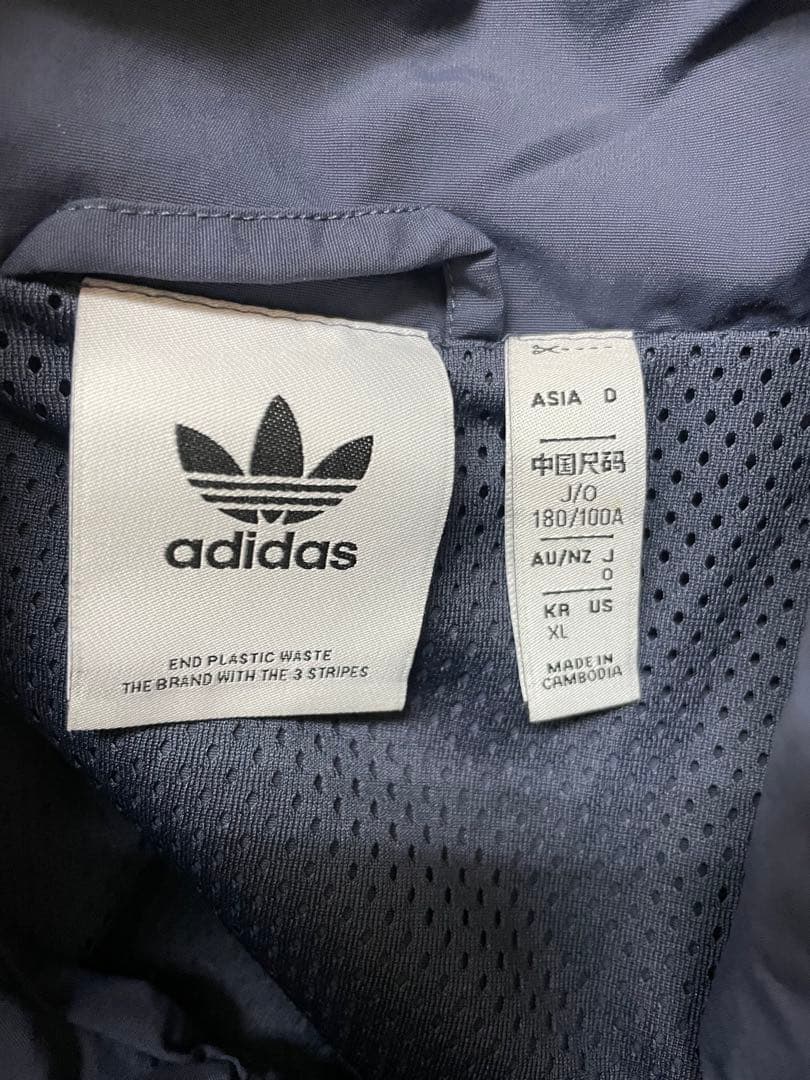 adidas
END PLASTIC WASTE
THE BRAND WITH THE 3 STRIPES
ASIA D
中国尺码
J/O
180/100A
AU/NZ J
O
KR US
XL
MADE IN
CAMBODIA